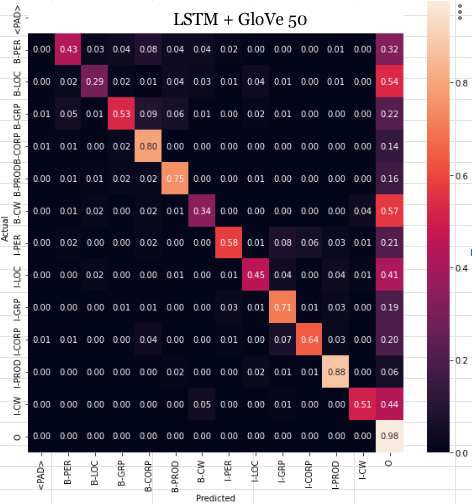 LSTM + GloVe 50
<PAD>
B-PER 0.00 0.43 0.03 0.04 0.08 0.04 0.04 0.02 0.00 0.00 0.01 0.00 0.32
B-LOC 0.00 0.02 0.29 0.02 0.01 0.04 0.03 0.01 0.04 0.00 0.00 0.01 0.00 0.54
B-GRP 0.01 0.05 0.01 0.53 0.09 0.06 0.01 0.00 0.00 0.02 0.00 0.00 0.00 0.22
B-CORP 0.01 0.01 0.00 0.02 0.80 0.00 0.00 0.00 0.00 0.01 0.00 0.00 0.00 0.14
B-PROD 0.01 0.01 0.01 0.02 0.02 0.75 0.00 0.00 0.00 0.00 0.01 0.01 0.00 0.16
B-CW 0.00 0.01 0.02 0.00 0.02 0.01 0.34 0.00 0.00 0.00 0.00 0.00 0.04 0.57
I-PER 0.00 0.02 0.00 0.00 0.02 0.00 0.00 0.58 0.01 0.08 0.06 0.03 0.01 0.21
I-LOC 0.00 0.00 0.02 0.00 0.00 0.01 0.00 0.01 0.45 0.04 0.00 0.04 0.01 0.41
I-GRP 0.00 0.00 0.00 0.01 0.01 0.00 0.00 0.03 0.01 0.71 0.01 0.03 0.00 0.19
I-CORP 0.01 0.00 0.00 0.00 0.04 0.00 0.00 0.01 0.00 0.07 0.64 0.03 0.00 0.20
I-PROD 0.00 0.00 0.00 0.00 0.00 0.02 0.00 0.00 0.02 0.01 0.01 0.88 0.00 0.06
I-CW 0.00 0.00 0.00 0.00 0.00 0.00 0.05 0.00 0.01 0.00 0.00 0.00 0.51 0.44
O 0.00 0.00 0.00 0.00 0.00 0.00 0.00 0.00 0.00 0.00 0.00 0.00 0.00 0.98
Actual
<PAD> B-PER B-LOC B-GRP B-CORP B-PROD B-CW I-PER I-LOC I-GRP I-CORP I-PROD I-CW O
Predicted
0.8
0.6
0.4
0.2
0.0